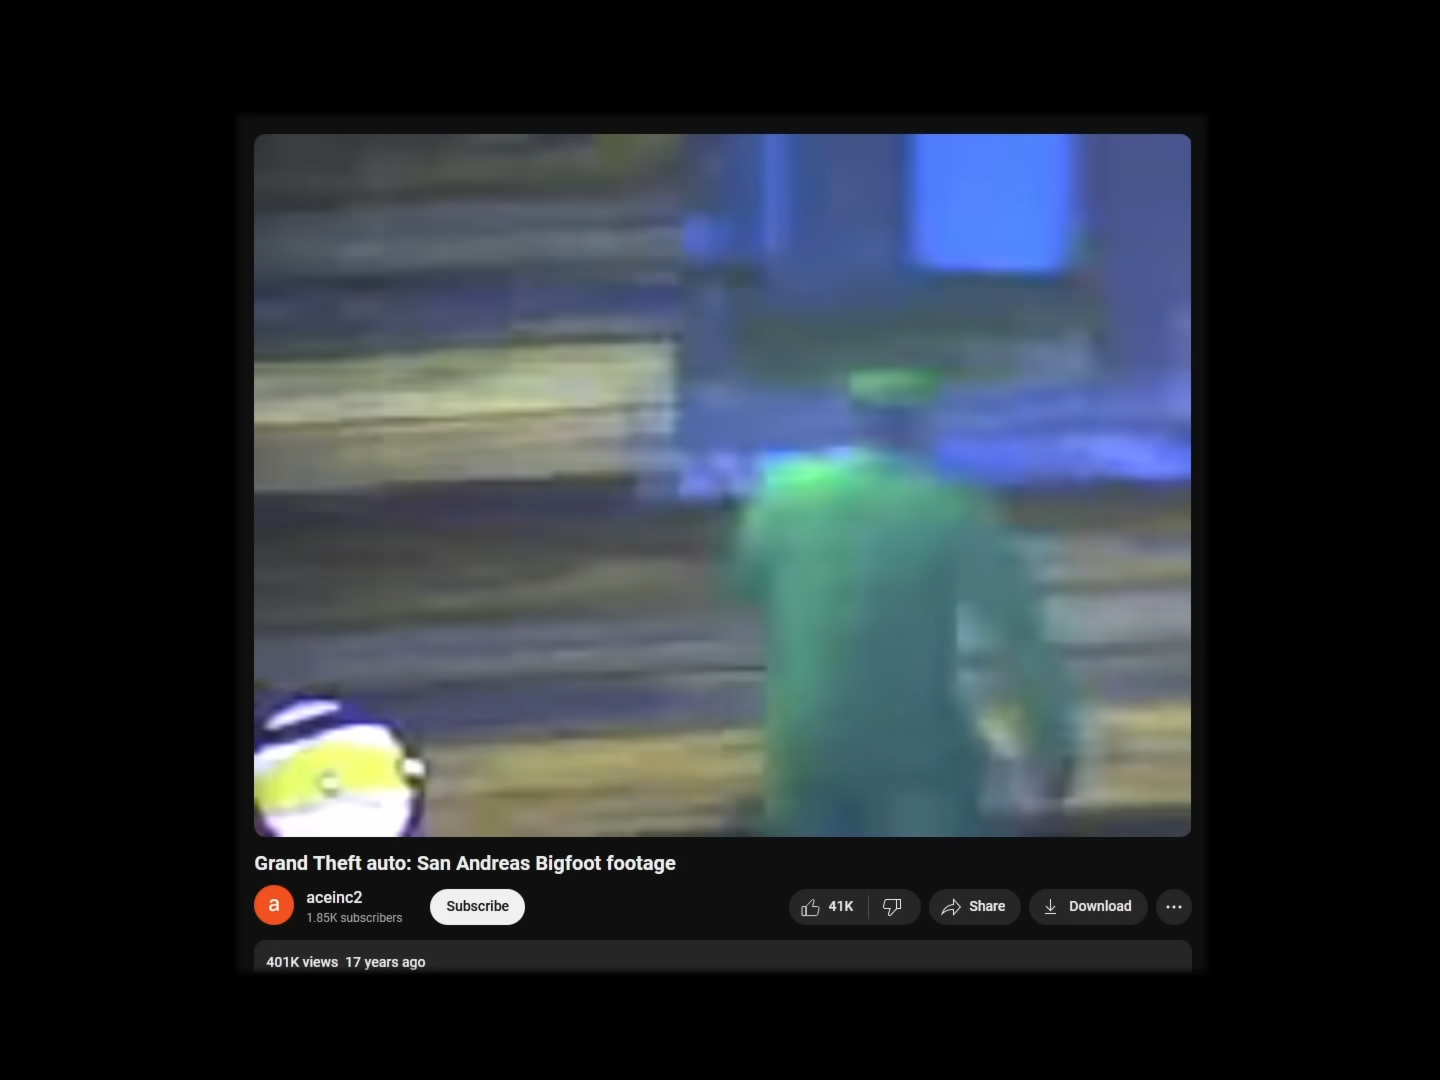 Grand Theft auto: San Andreas Bigfoot footage
a
aceinc2
1.85K subscribers
Subscribe
41K
Share
Download
401K views 17 years ago